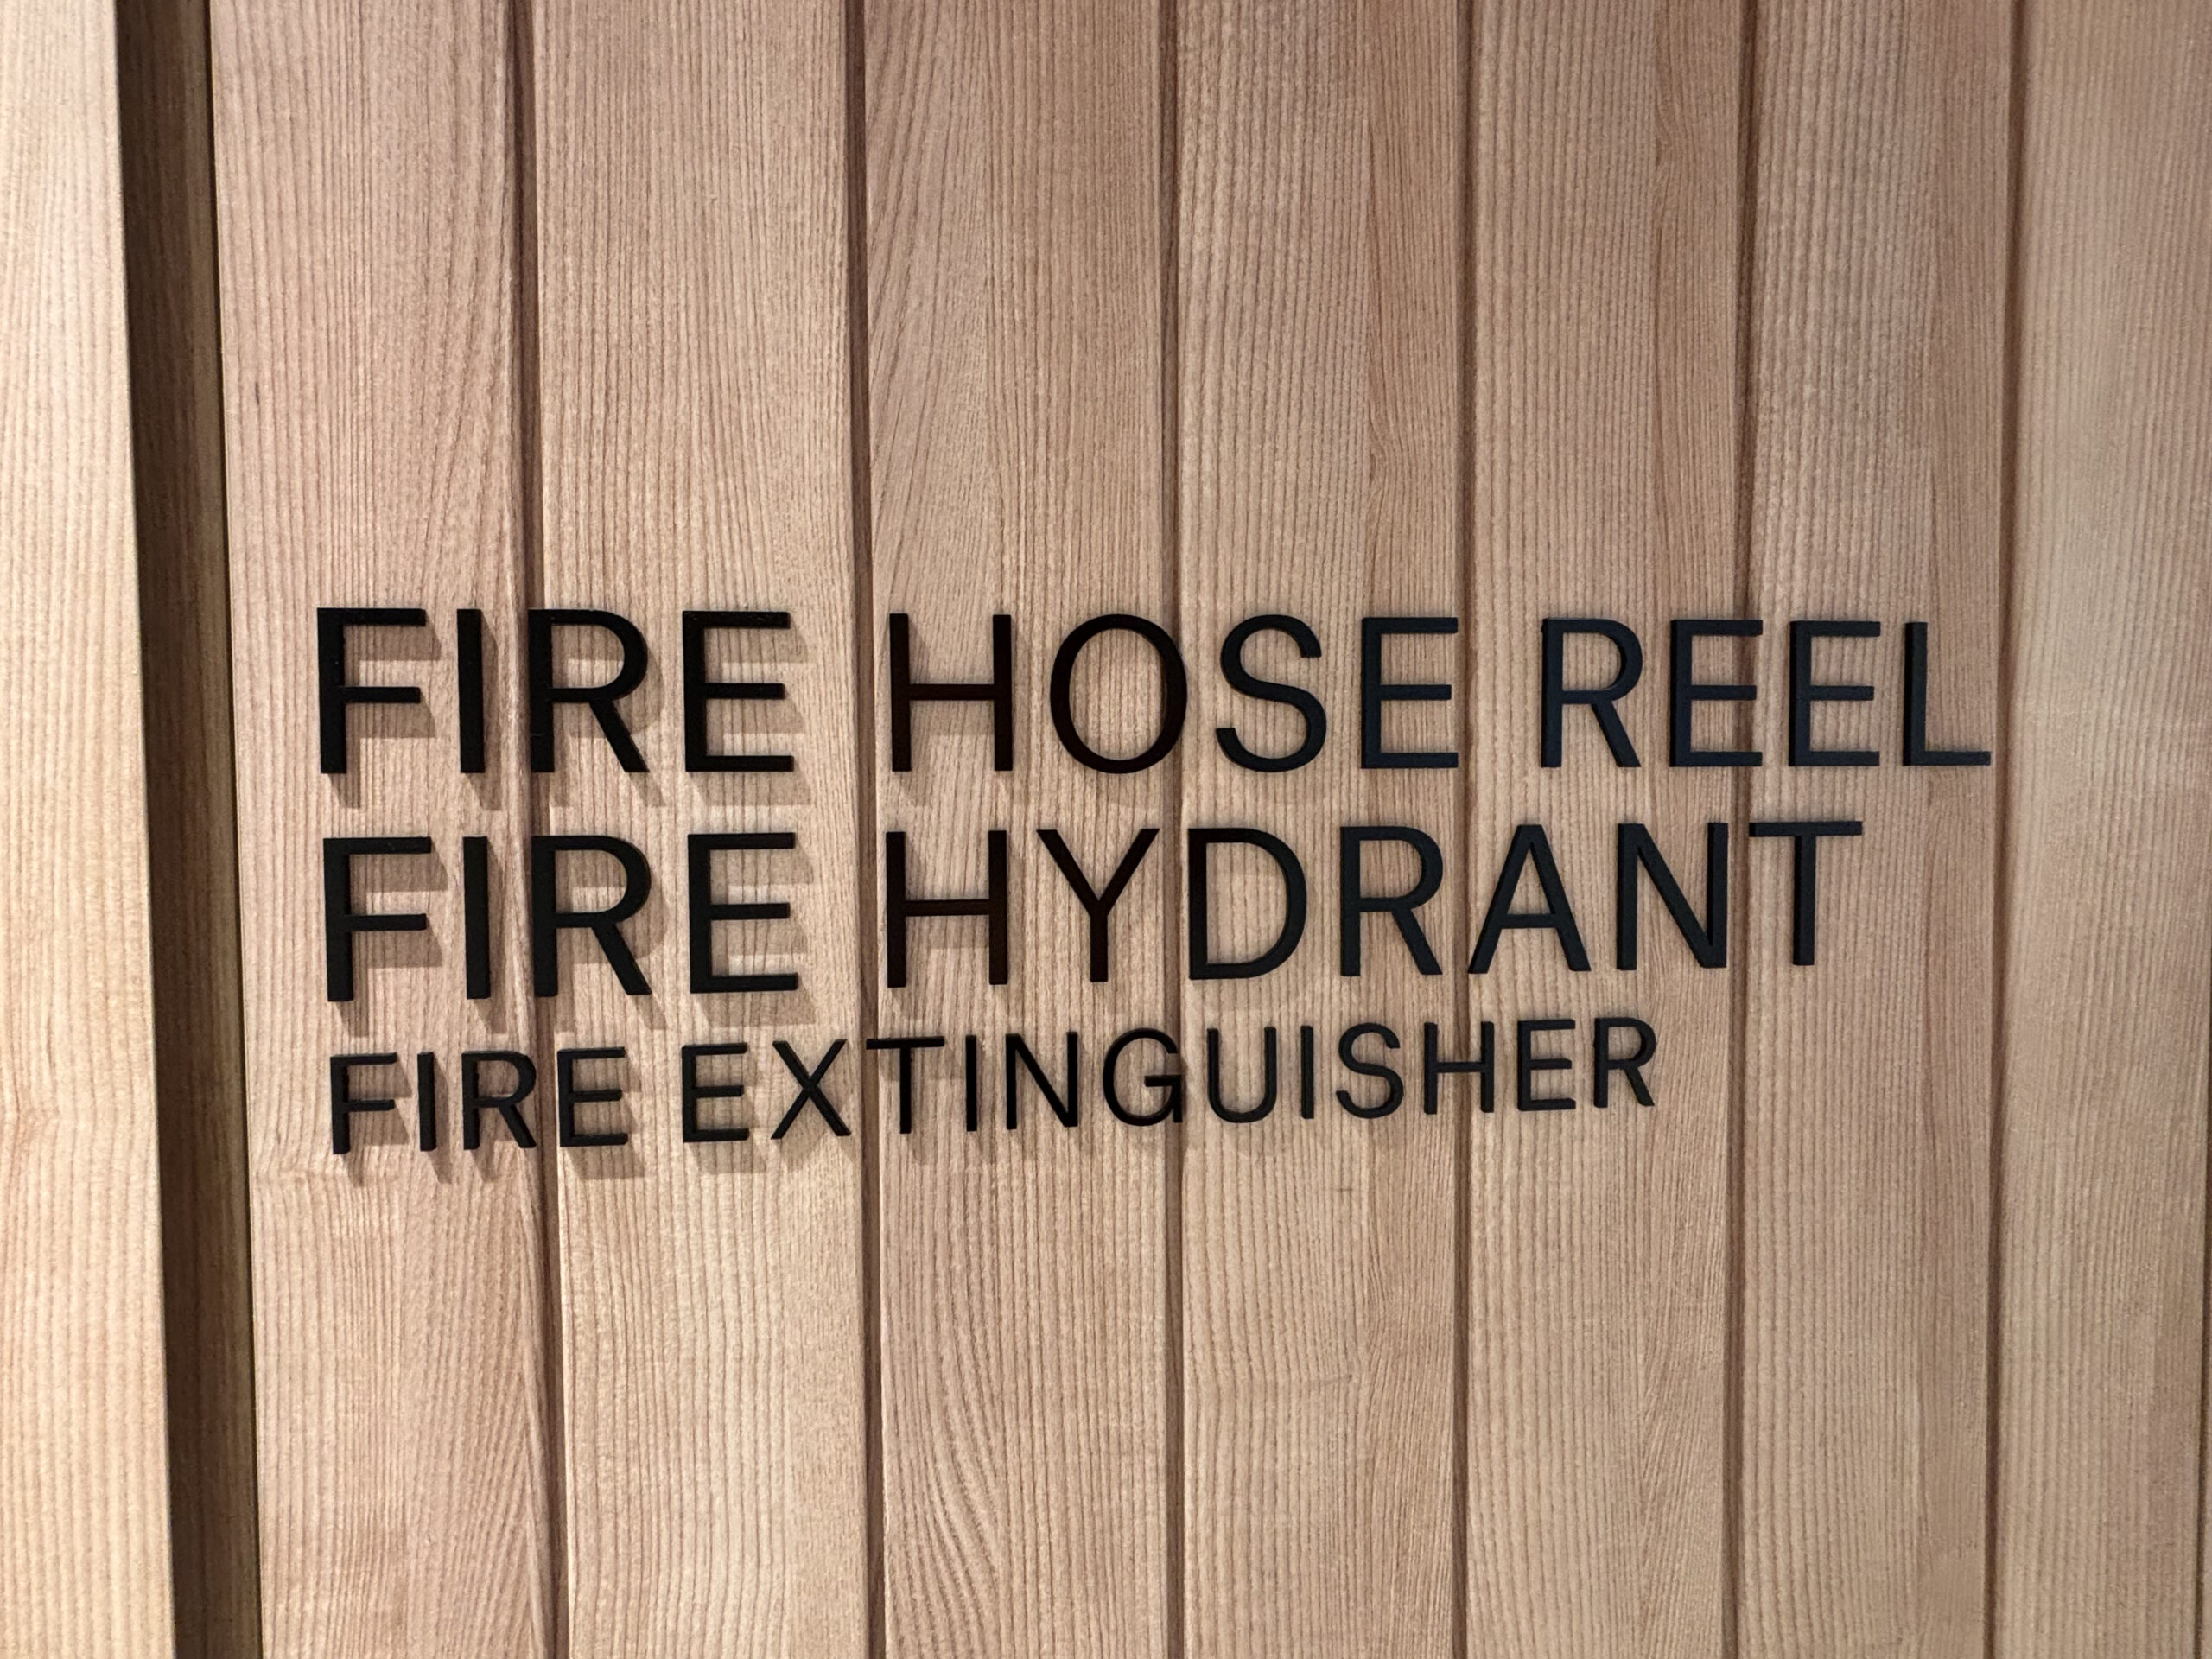 FIRE HOSE REEL
FIRE HYDRANT
FIRE EXTINGUISHER